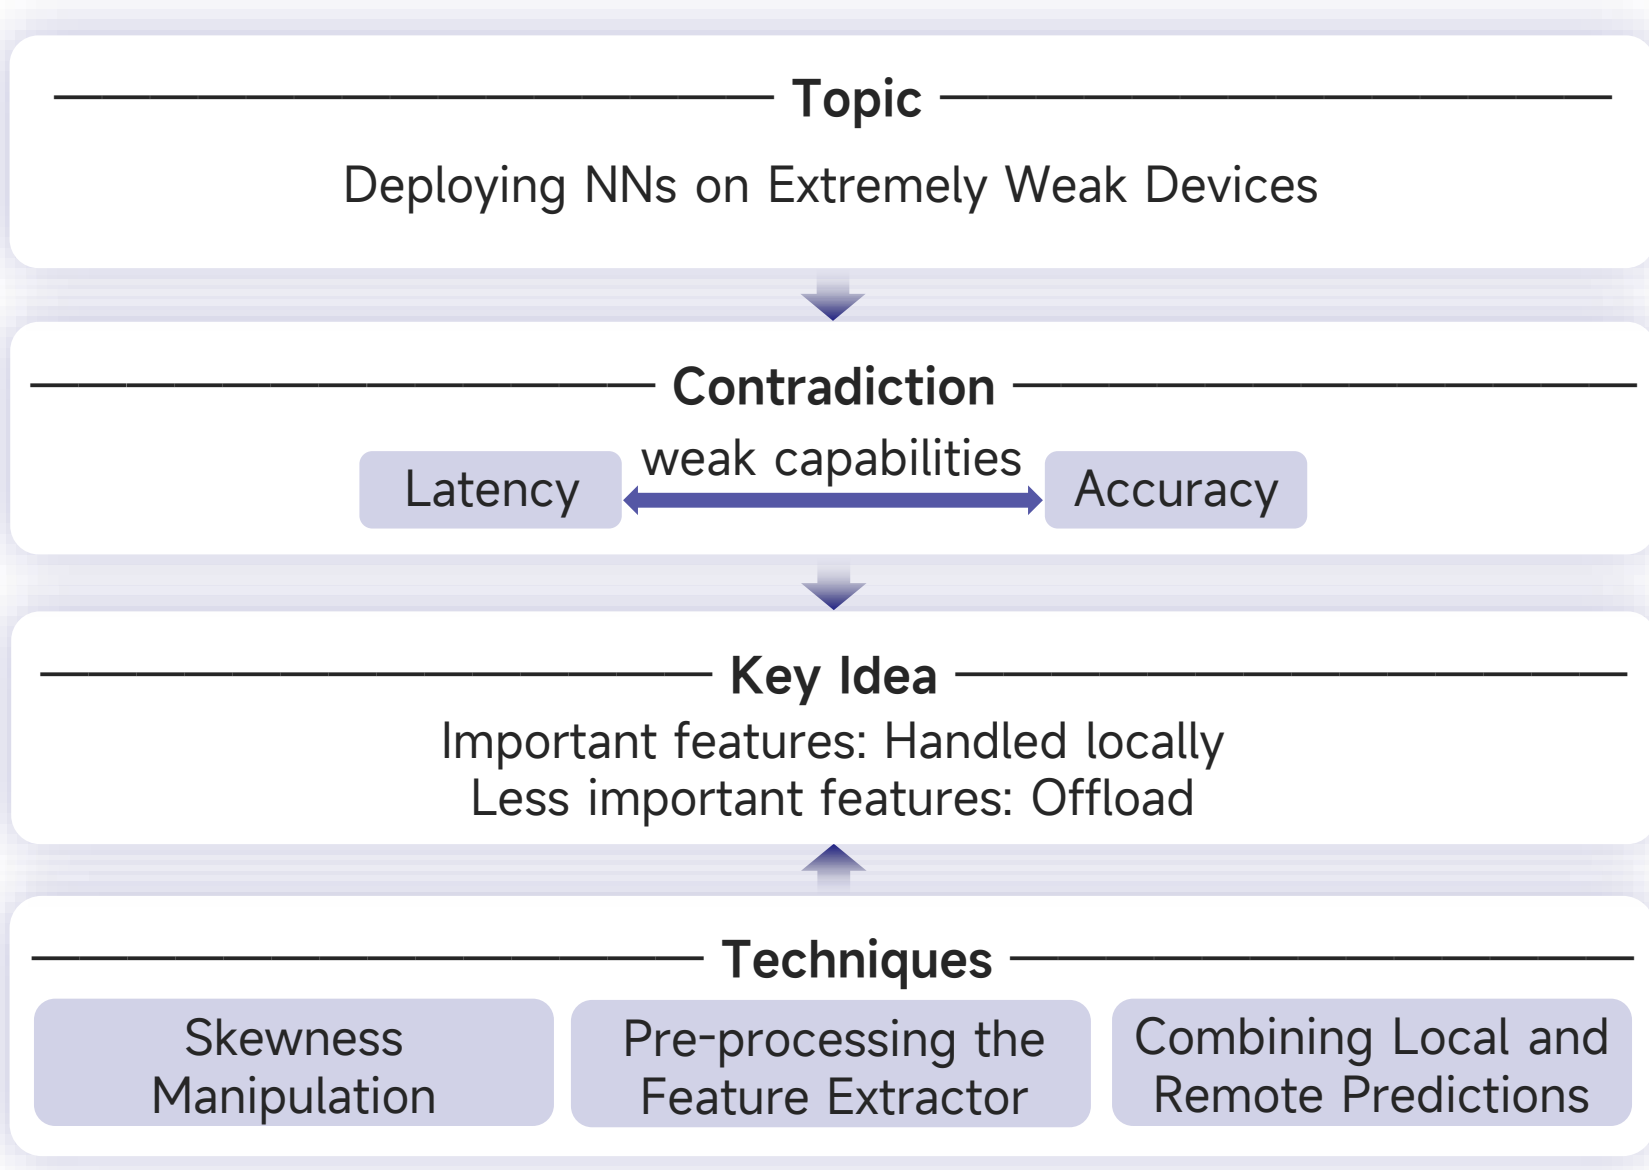 Topic
Deploying NNs on Extremely Weak Devices
Contradiction
weak capabilities
Latency
Accuracy
Key Idea
Important features: Handled locally
Less important features: Offload
Techniques
Skewness
Manipulation
Pre-processing the
Feature Extractor
Combining Local and
Remote Predictions